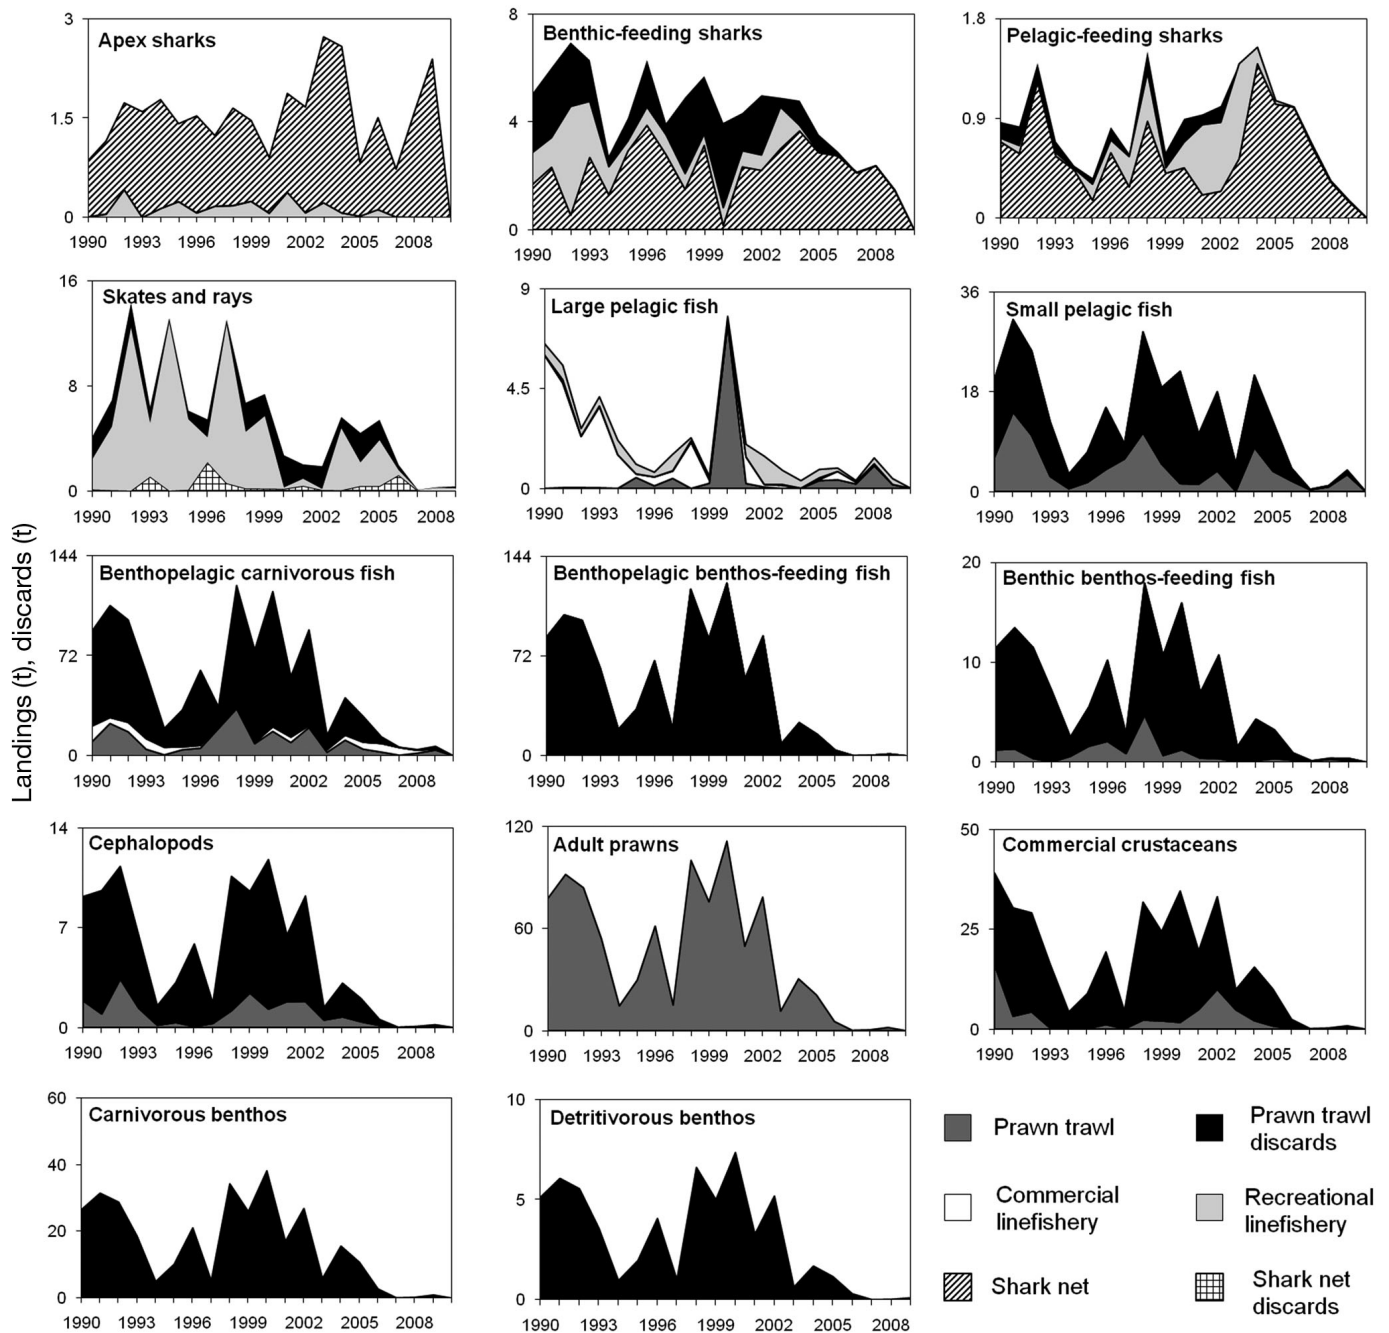 Landings (t), discards (t)
Apex sharks
3
1.5
0
1990 1993 1996 1999 2002 2005 2008
Benthic-feeding sharks
8
4
0
1990 1993 1996 1999 2002 2005 2008
Pelagic-feeding sharks
1.8
0.9
0
1990 1993 1996 1999 2002 2005 2008
Skates and rays
16
8
0
1990 1993 1996 1999 2002 2005 2008
Large pelagic fish
9
4.5
0
1990 1993 1996 1999 2002 2005 2008
Small pelagic fish
36
18
0
1990 1993 1996 1999 2002 2005 2008
Benthopelagic carnivorous fish
144
72
0
1990 1993 1996 1999 2002 2005 2008
Benthopelagic benthos-feeding fish
144
72
0
1990 1993 1996 1999 2002 2005 2008
Benthic benthos-feeding fish
20
10
0
1990 1993 1996 1999 2002 2005 2008
Cephalopods
14
7
0
1990 1993 1996 1999 2002 2005 2008
Adult prawns
120
60
0
1990 1993 1996 1999 2002 2005 2008
Commercial crustaceans
50
25
0
1990 1993 1996 1999 2002 2005 2008
Carnivorous benthos
60
40
20
0
1990 1993 1996 1999 2002 2005 2008
Detritivorous benthos
10
5
0
1990 1993 1996 1999 2002 2005 2008
Prawn trawl
Prawn trawl
discards
Commercial
linefishery
Recreational
linefishery
Shark net
Shark net
discards